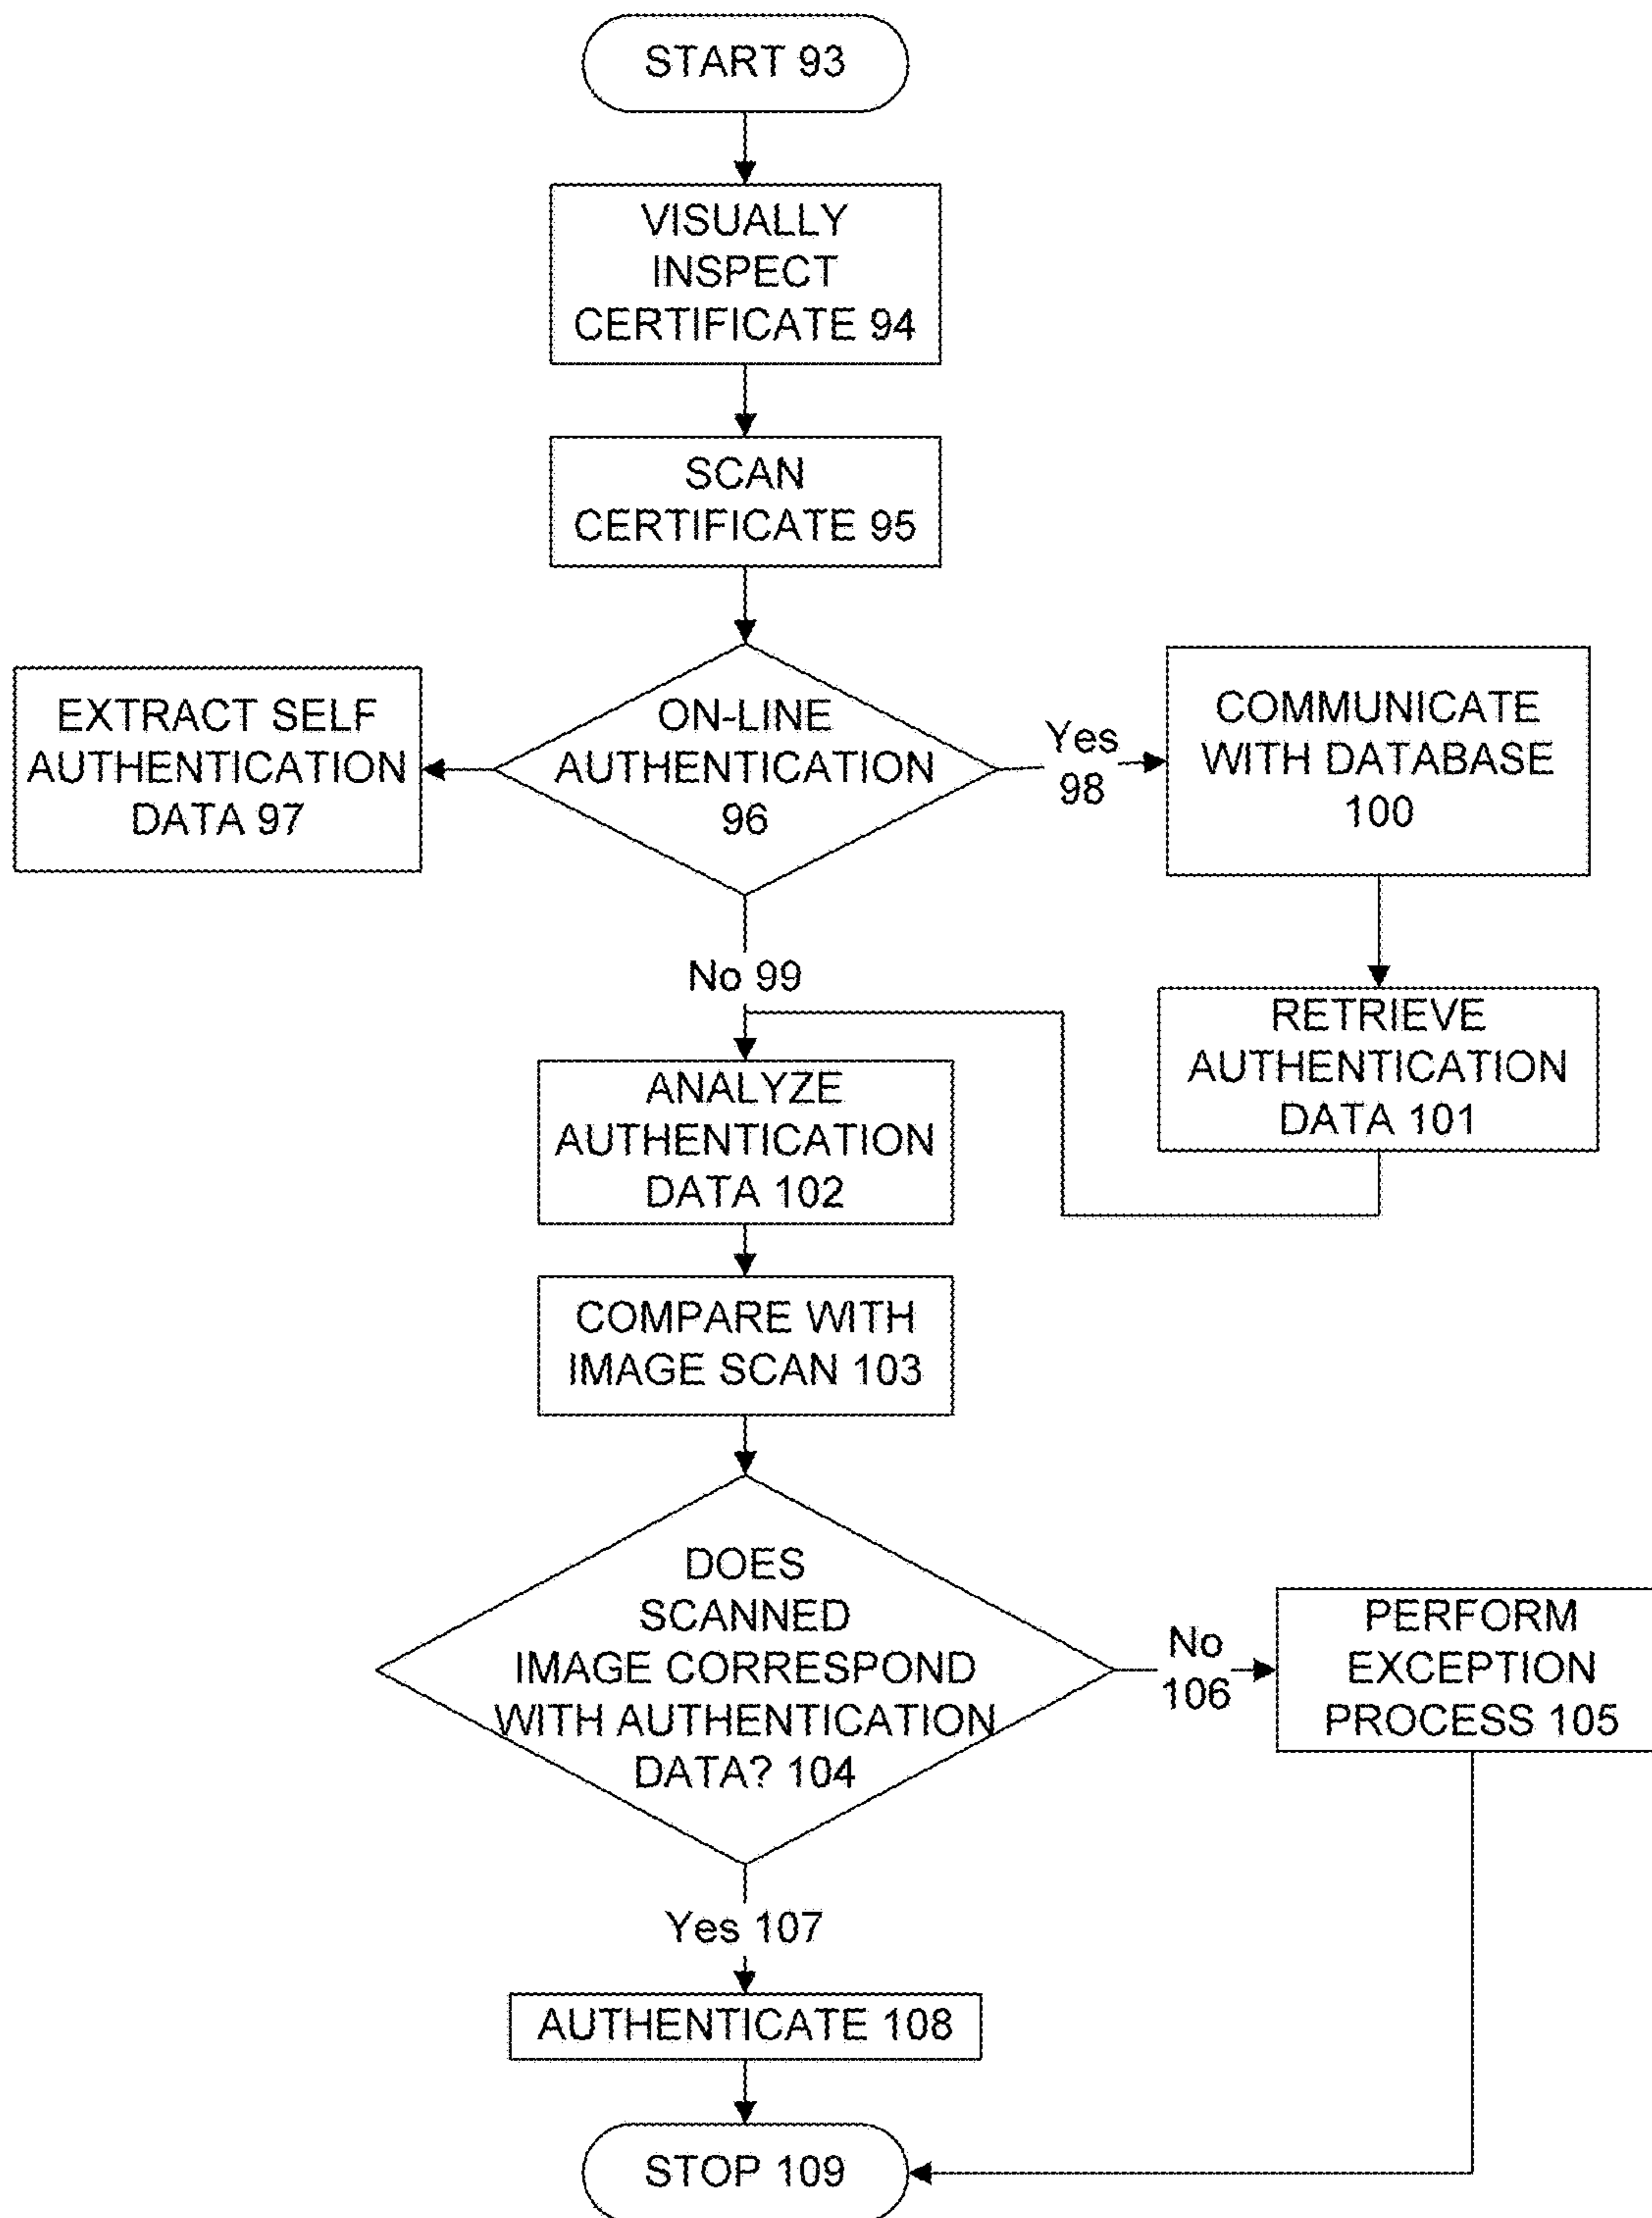 START 93
VISUALLY
INSPECT
CERTIFICATE 94
SCAN
CERTIFICATE 95
EXTRACT SELF
AUTHENTICATION
DATA 97
ON-LINE
AUTHENTICATION
96
Yes
98
COMMUNICATE
WITH DATABASE
100
No 99
RETRIEVE
AUTHENTICATION
DATA 101
ANALYZE
AUTHENTICATION
DATA 102
COMPARE WITH
IMAGE SCAN 103
DOES
SCANNED
IMAGE CORRESPOND
WITH AUTHENTICATION
DATA? 104
No
106
PERFORM
EXCEPTION
PROCESS 105
Yes 107
AUTHENTICATE 108
STOP 109